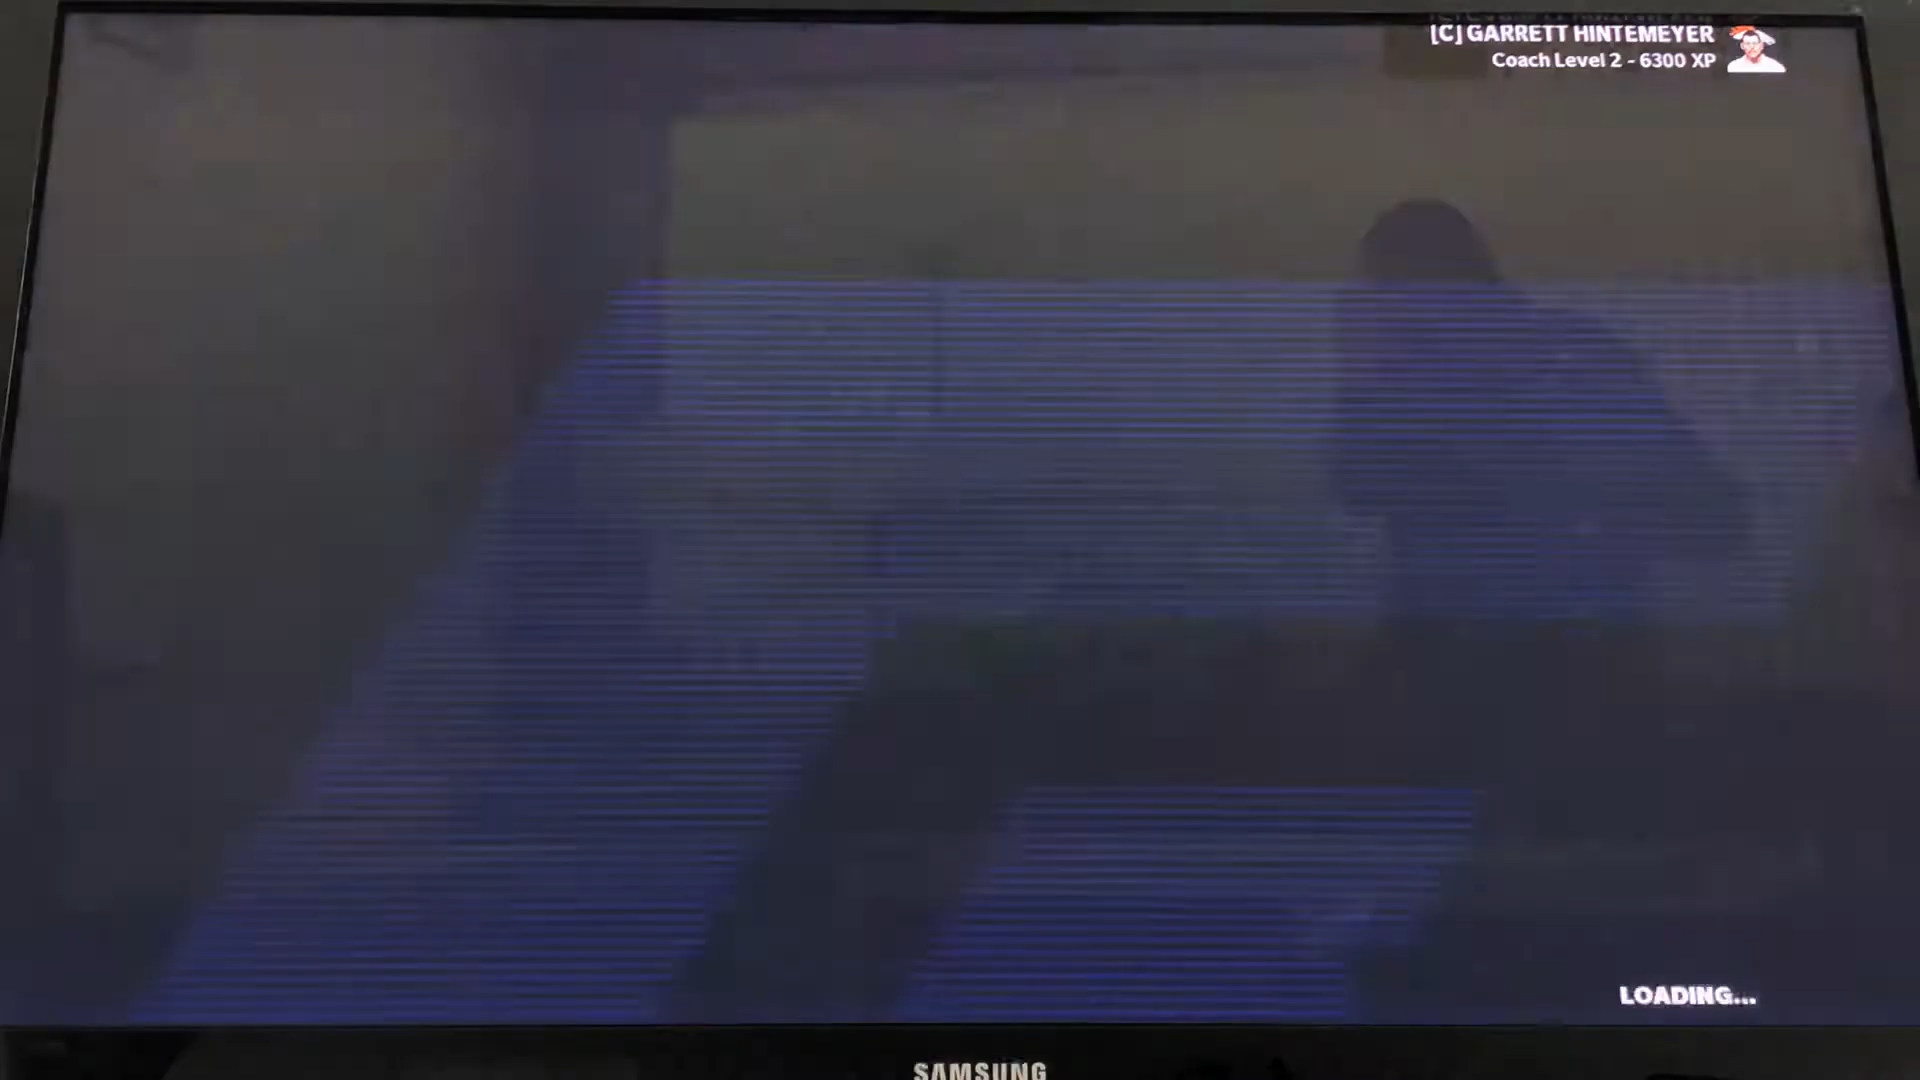 [C] GARRETT HINTEMEYER
Coach Level 2 - 6300 XP
LOADING...
SAMSUNG